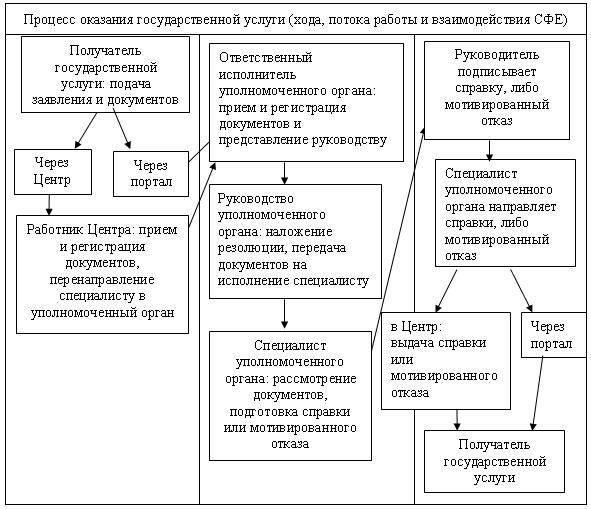 Процесс оказания государственной услуги (хода, потока работы и взаимодействия СФЕ)
Получатель
государственной
услуги: подача
заявления и документов
Через
Центр
Через
портал
Работник Центра: прием
и регистрация
документов,
перенаправление
специалисту в
уполномоченный орган
Ответственный
исполнитель
уполномоченного органа:
прием и регистрация
документов и
представление руководству
Руководство
уполномоченного
органа: наложение
резолюции, передача
документов на
исполнение специалисту
Специалист
уполномоченного
органа: рассмотрение
документов,
подготовка справки
или мотивированного
отказа
Руководитель
подписывает
справку, либо
мотивированный
отказ
Специалист
уполномоченного
органа направляет
справки, либо
мотивированный
отказ
в Центр:
выдача справки
или
мотивированного
отказа
Через
портал
Получатель
государственной
услуги